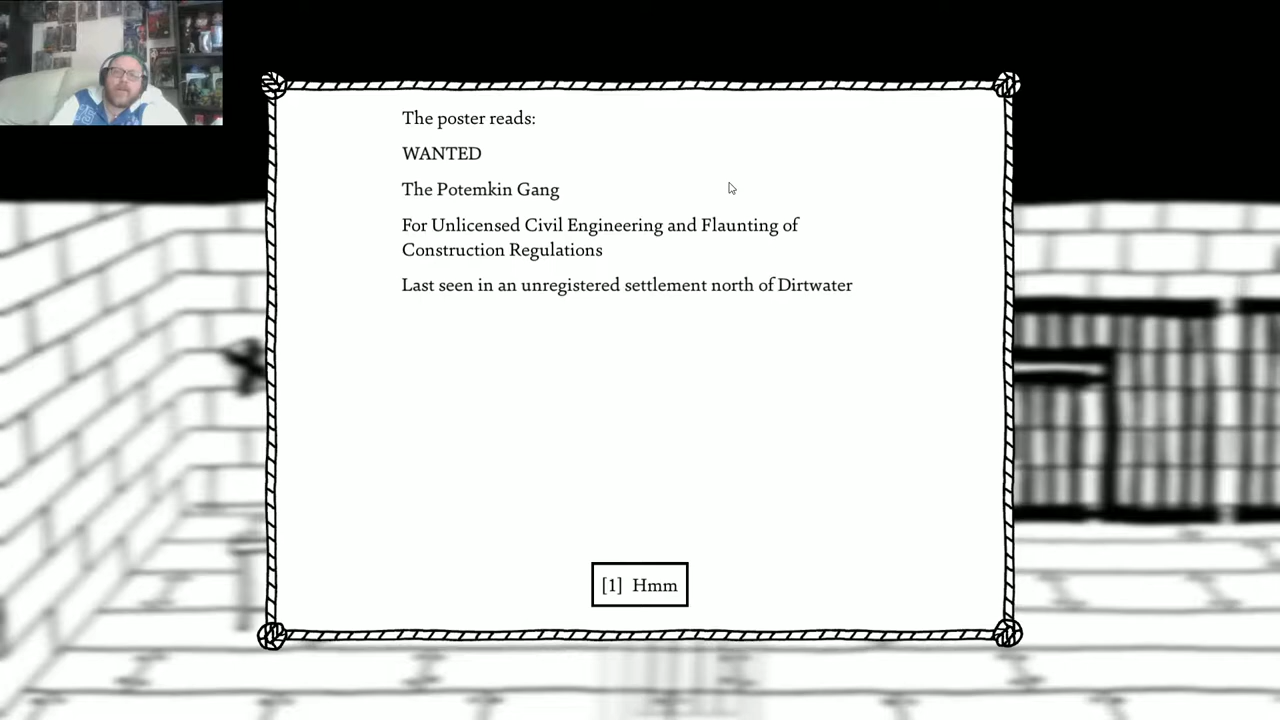 The poster reads:
WANTED
The Potemkin Gang
For Unlicensed Civil Engineering and Flaunting of
Construction Regulations
Last seen in an unregistered settlement north of Dirtwater
[1] Hmm